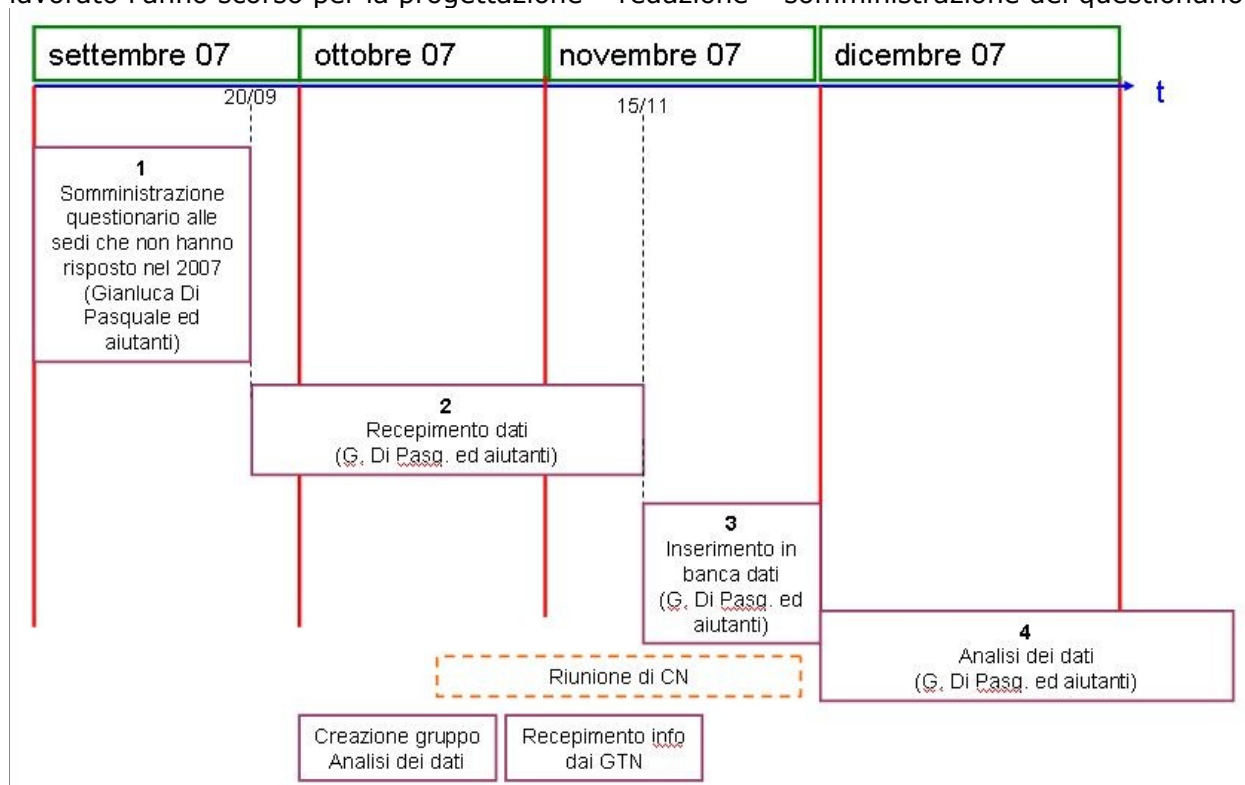 lavorato l'anno scorso per la progettazione – redazione – somministrazione del questionario
settembre 07
ottobre 07
novembre 07
dicembre 07
t
20/09
15/11
1
Somministrazione
questionario alle
sedi che non hanno
risposto nel 2007
(Gianluca Di
Pasquale ed
aiutanti)
2
Recepimento dati
(G. Di Pasq. ed aiutanti)
3
Inserimento in
banca dati
(G. Di Pasq. ed
aiutanti)
4
Analisi dei dati
(G. Di Pasq. ed aiutanti)
Riunione di CN
Creazione gruppo
Analisi dei dati
Recepimento info
dai GTN